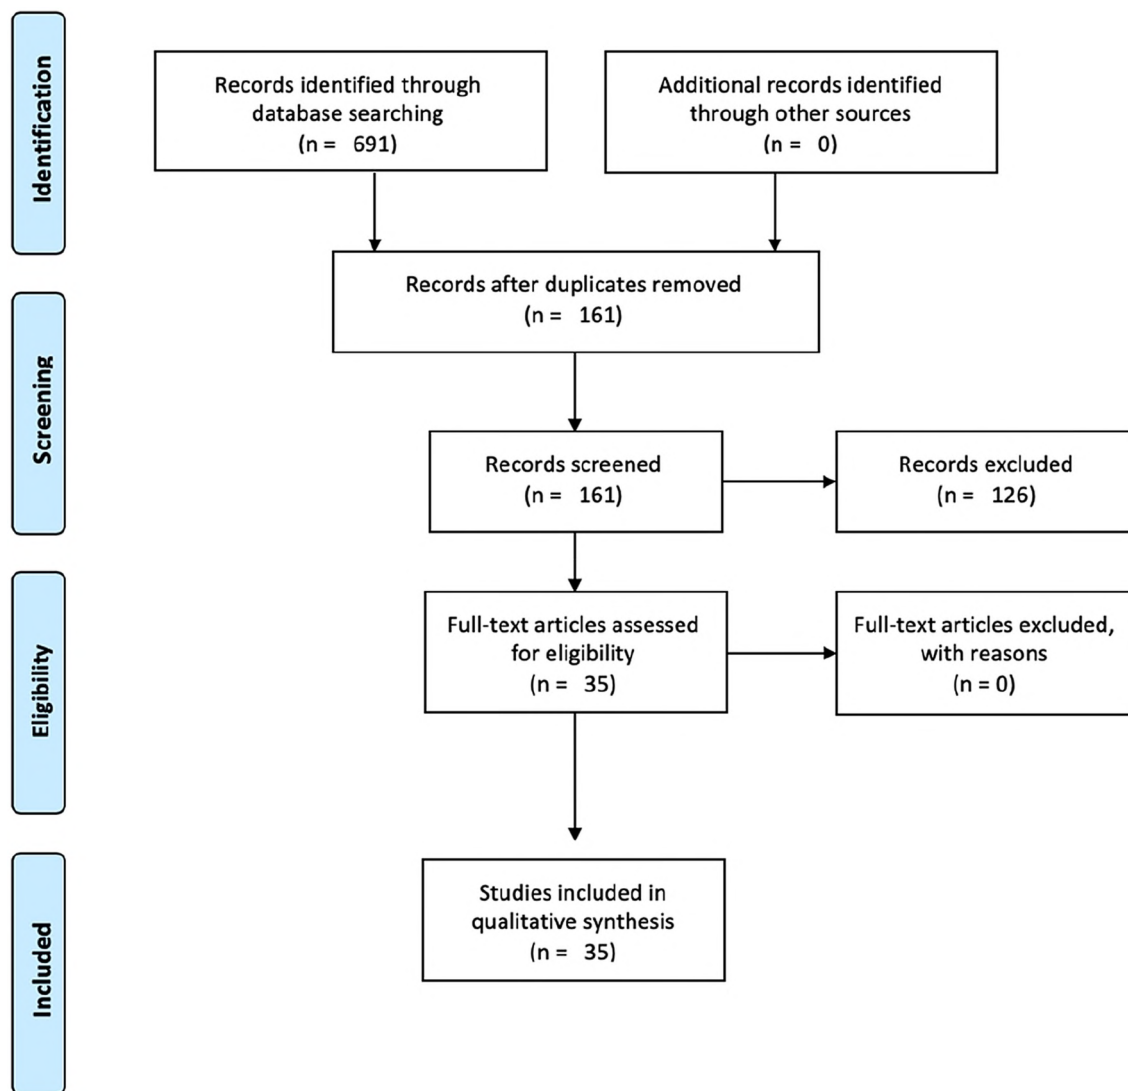 Identification
Records identified through
database searching
(n = 691)
Additional records identified
through other sources
(n = 0)
Records after duplicates removed
(n = 161)
Screening
Records screened
(n = 161)
Records excluded
(n = 126)
Eligibility
Full-text articles assessed
for eligibility
(n = 35)
Full-text articles excluded,
with reasons
(n = 0)
Included
Studies included in
qualitative synthesis
(n = 35)